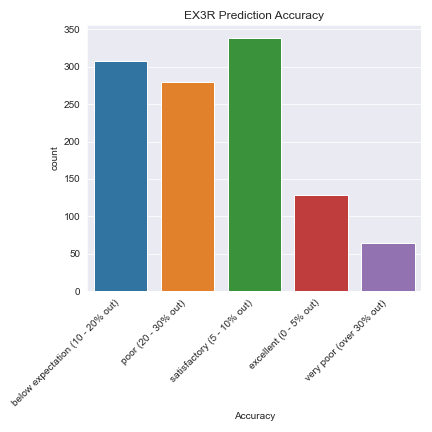 EX3R Prediction Accuracy
350
300
250
200
150
100
50
0
count
below expectation (10 - 20% out)
poor (20 - 30% out)
satisfactory (5 - 10% out)
excellent (0 - 5% out)
very poor (over 30% out
Accuracy